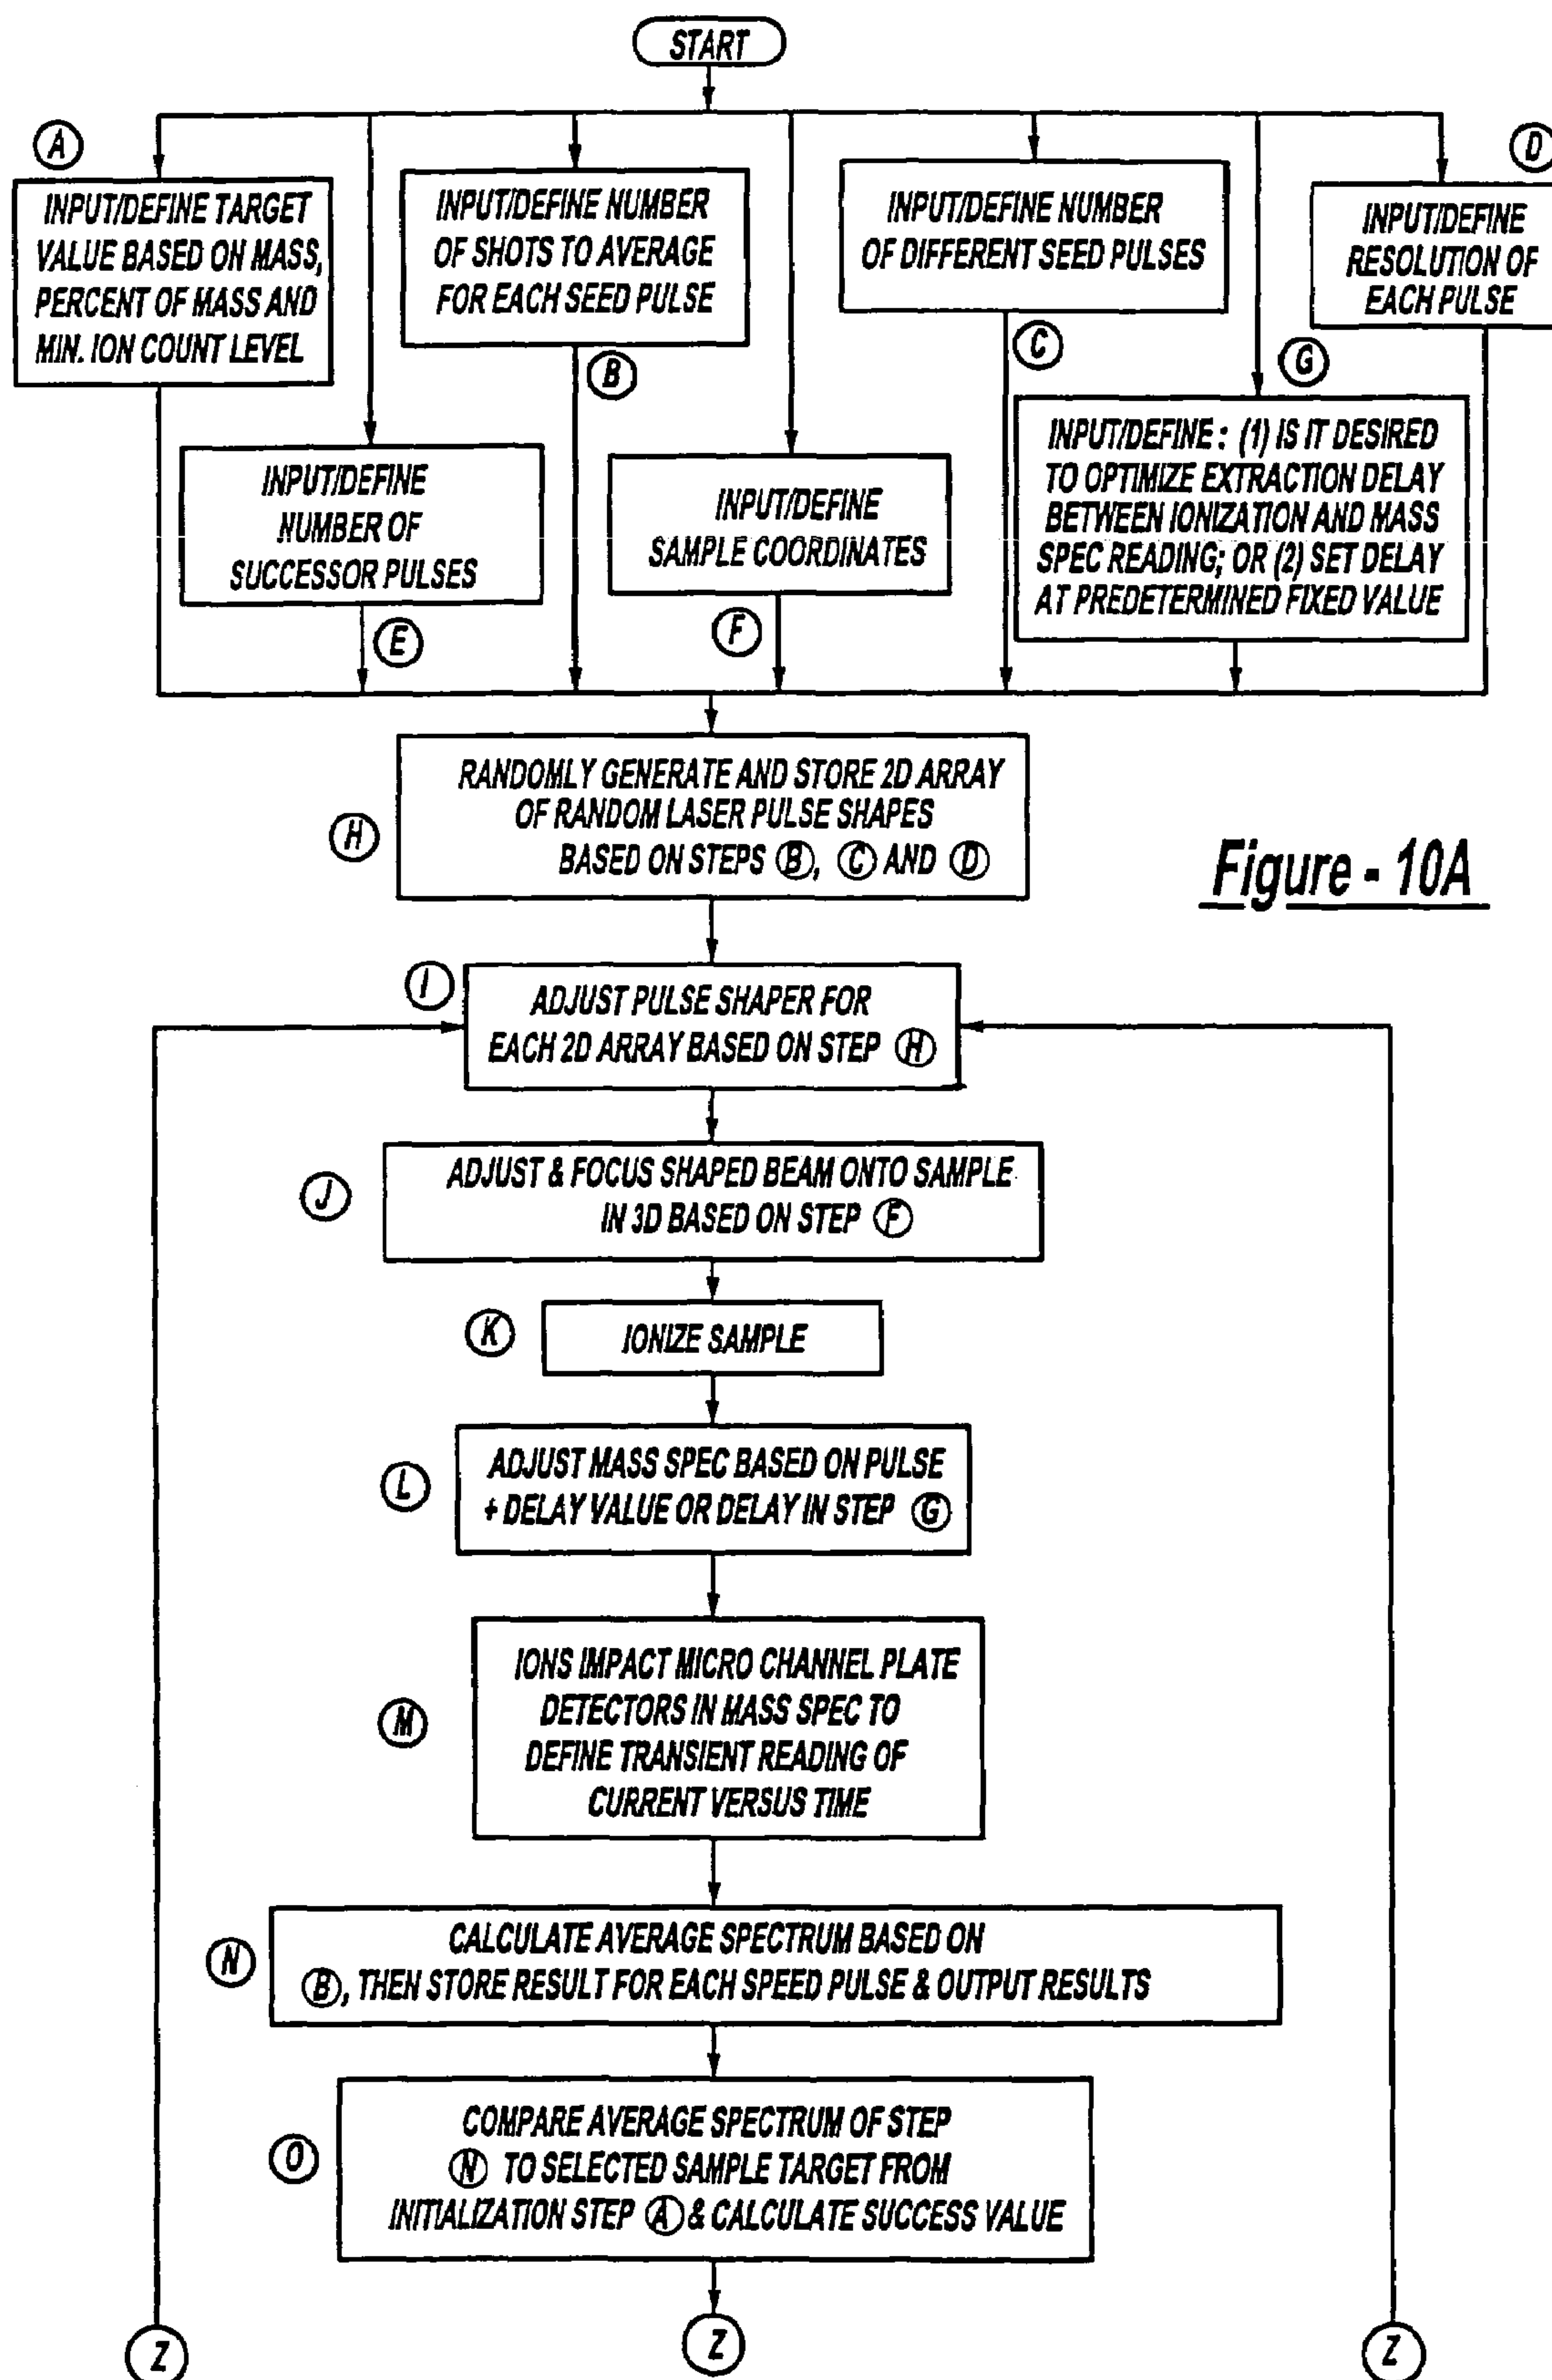 START
A
INPUT/DEFINE TARGET
VALUE BASED ON MASS,
PERCENT OF MASS AND
MIN. ION COUNT LEVEL
INPUT/DEFINE NUMBER
OF SHOTS TO AVERAGE
FOR EACH SEED PULSE
B
INPUT/DEFINE NUMBER
OF DIFFERENT SEED PULSES
C
D
INPUT/DEFINE
RESOLUTION OF
EACH PULSE
INPUT/DEFINE
NUMBER OF
SUCCESSOR PULSES
E
INPUT/DEFINE
SAMPLE COORDINATES
F
G
INPUT/DEFINE : (1) IS IT DESIRED
TO OPTIMIZE EXTRACTION DELAY
BETWEEN IONIZATION AND MASS
SPEC READING; OR (2) SET DELAY
AT PREDETERMINED FIXED VALUE
H
RANDOMLY GENERATE AND STORE 2D ARRAY
OF RANDOM LASER PULSE SHAPES
BASED ON STEPS B, C AND D
Figure - 10A
I
ADJUST PULSE SHAPER FOR
EACH 2D ARRAY BASED ON STEP H
J
ADJUST & FOCUS SHAPED BEAM ONTO SAMPLE
IN 3D BASED ON STEP F
K
IONIZE SAMPLE
L
ADJUST MASS SPEC BASED ON PULSE
+ DELAY VALUE OR DELAY IN STEP G
M
IONS IMPACT MICRO CHANNEL PLATE
DETECTORS IN MASS SPEC TO
DEFINE TRANSIENT READING OF
CURRENT VERSUS TIME
N
CALCULATE AVERAGE SPECTRUM BASED ON
B, THEN STORE RESULT FOR EACH SPEED PULSE & OUTPUT RESULTS
O
COMPARE AVERAGE SPECTRUM OF STEP
N TO SELECTED SAMPLE TARGET FROM
INITIALIZATION STEP A & CALCULATE SUCCESS VALUE
Z
Z
Z